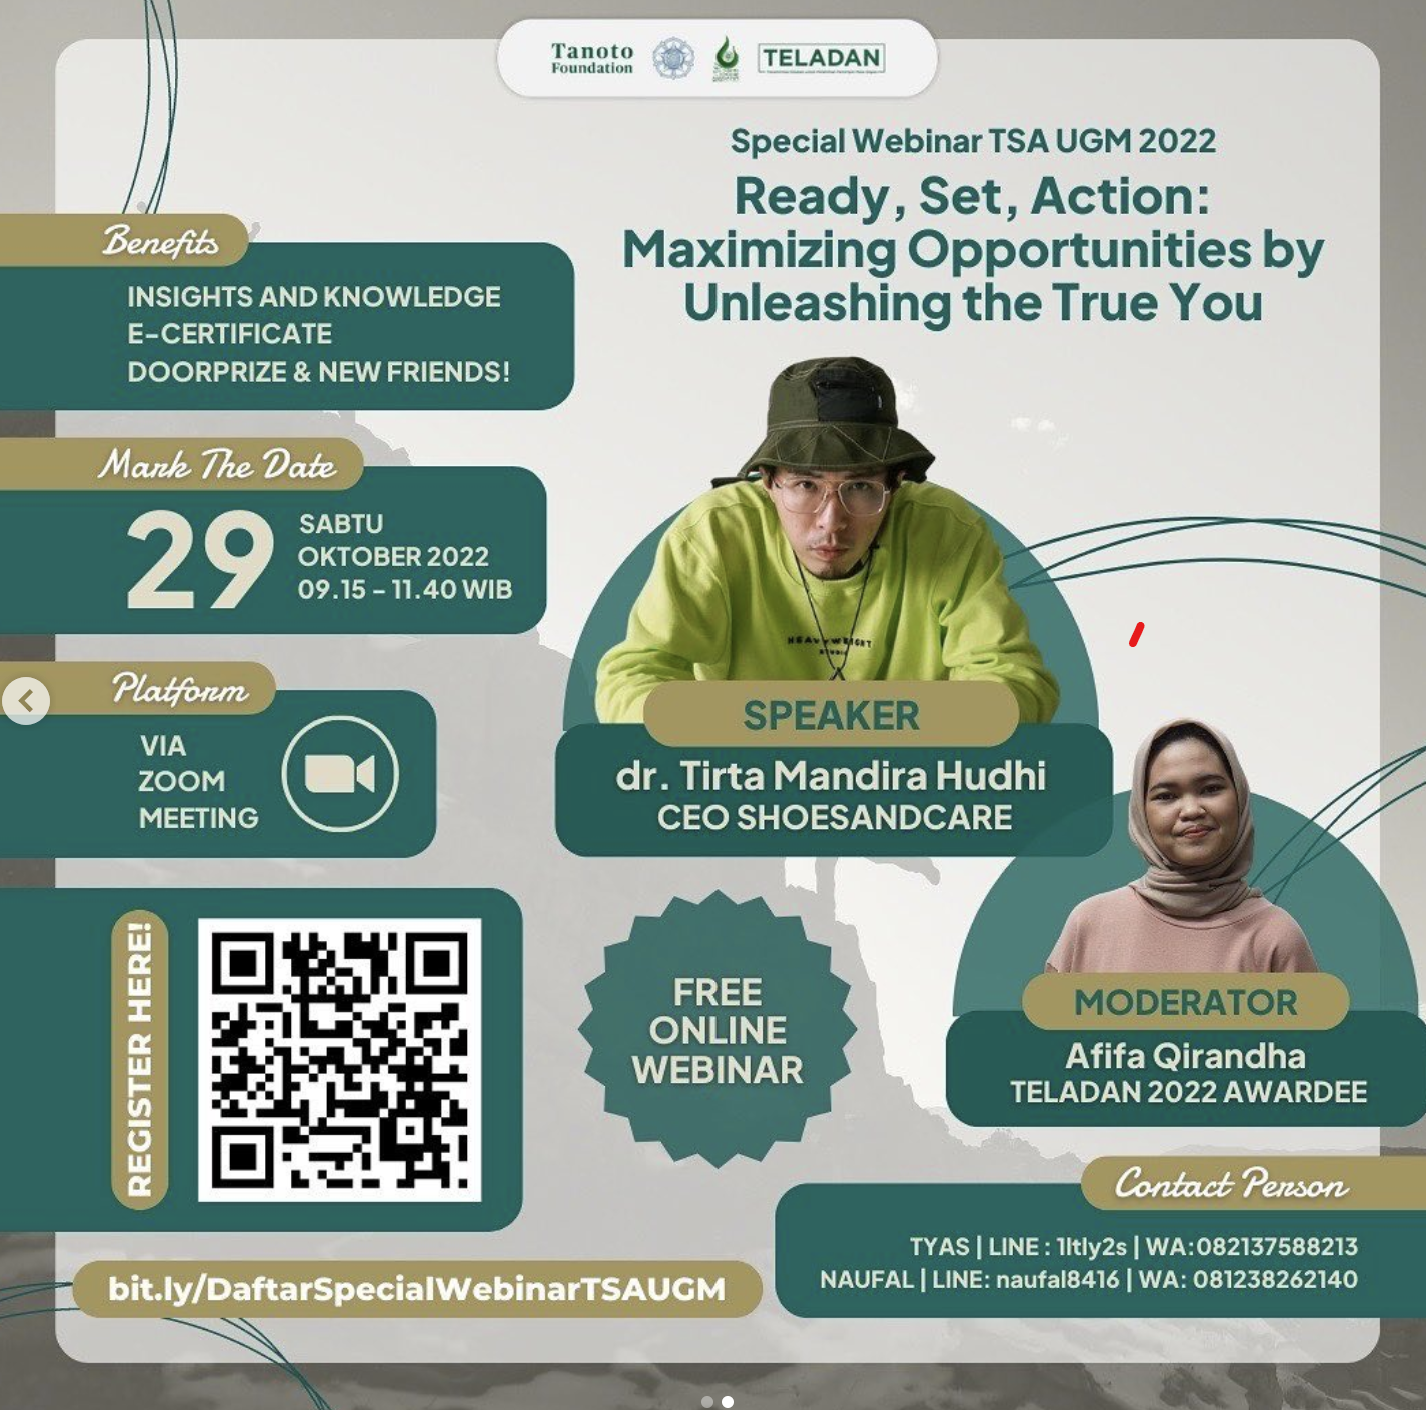 Tanoto
Foundation
TELADAN
Special Webinar TSA UGM 2022
Ready, Set, Action:
Maximizing Opportunities by
Unleashing the True You
Benefits
INSIGHTS AND KNOWLEDGE
E-CERTIFICATE
DOORPRIZE & NEW FRIENDS!
Mark The Date
29
SABTU
OKTOBER 2022
09.15 – 11.40 WIB
Platform
VIA
ZOOM
MEETING
HEAVYWEIGHT
STUDIO
SPEAKER
dr. Tirta Mandira Hudhi
CEO SHOESANDCARE
MODERATOR
Afifa Qirandha
TELADAN 2022 AWARDEE
REGISTER HERE!
FREE
ONLINE
WEBINAR
bit.ly/DaftarSpecialWebinarTSAUGM
Contact Person
TYAS | LINE : 1ltly2s | WA:082137588213
NAUFAL | LINE: naufal8416 | WA: 081238262140